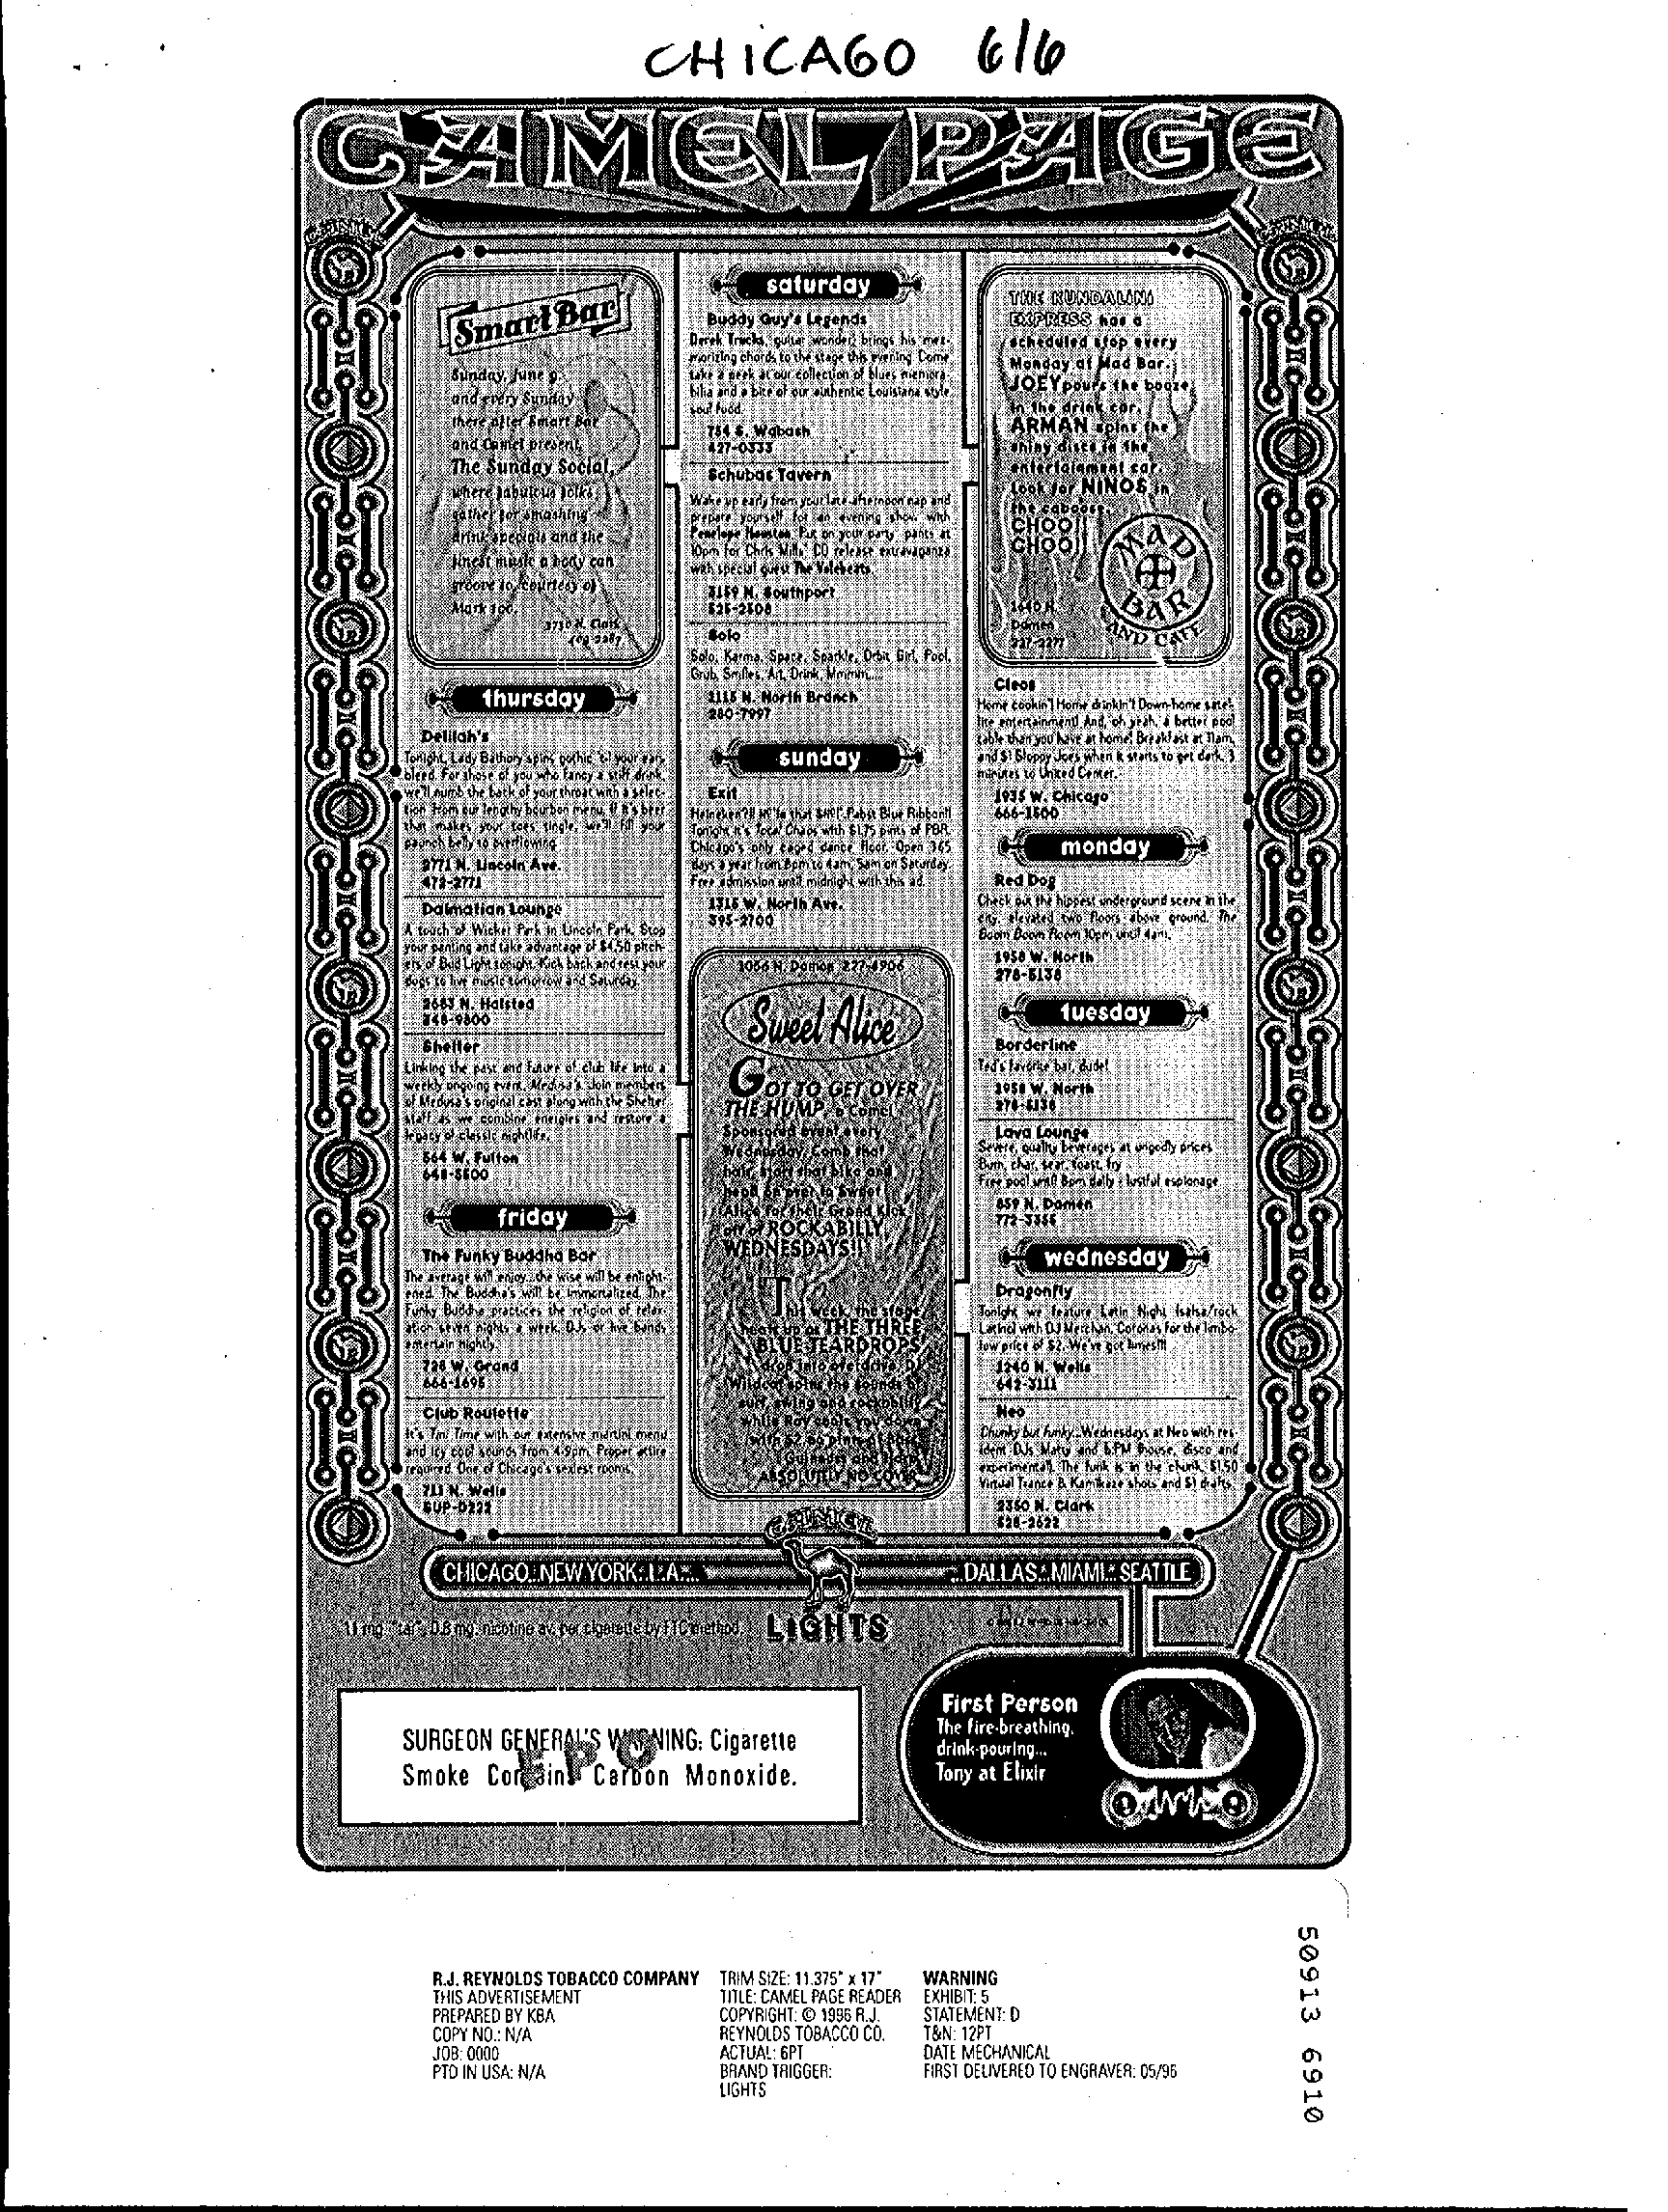 CHICAGO 6/6
CAMEL PAGE
Smart Bar
Sunday, June 9
and every Sunday
there after Smart Bar
and Camel present,
The Sunday Social,
where fabulous folks
gather for smashing
drink specials and the
finest music a body can
groove to, courtesy of
3730 N. Clark
thursday
Delilah's
Tonight, Lady Bathory spins gothic 'til your ears
bleed. For those of you who fancy a stiff drink,
we'll numb the back of your throat with a selec-
tion from our lengthy bourbon menu. If it's beer
that makes your toes tingle, we'll fill your
paunch belly to overflowing.
2771 N. Lincoln Ave.
472-2771
Dalmatian Lounge
A touch of Wicker Park in Lincoln Park. Stop
your panting and take advantage of $4.50 pitch-
ers of Bud Light tonight. Kick back and rest your
dogs to live music tomorrow and Saturday.
2683 N. Halsted
348-9800
Shelter
Linking the past and future of club life into a
weekly ongoing event, Medusa's. Join members
of Medusa's original cast along with the Shelter
staff as we combine energies and restore a
legacy of classic nightlife.
564 W. Fulton
648-5500
friday
The Funky Buddha Bar
The average will enjoy...the wise will be enlight-
ened. The Buddha's will be immortalized. The
Funky Buddha practices the religion of relax-
ation seven nights a week. DJs or live bands
entertain nightly.
728 W. Grand
666-1695
Club Roulette
It's Tini Time with our extensive martini menu
and icy cool sounds from 4-9pm. Proper attire
required. One of Chicago's sexiest rooms.
711 N. Wells
SUP-D222
saturday
Buddy Guy's Legends
Derek Trucks, guitar wonder, brings his mes-
morizing chords to the stage this evening. Come
take a peek at our collection of blues memora-
bilia and a bite of our authentic Louisiana style
soul food.
754 S. Wabash
427-0333
Schubas Tavern
Wake up early from your late afternoon nap and
prepare yourself for an evening show with
Penelope Houston. Put on your party pants at
10pm for Chris Mills' CD release extravaganza
with special guest The Valebeats.
3159 N. Southport
525-2508
Solo
Solo, Karma, Space, Sparkle, Orbit, Girl, Pool,
Grub, Smiles, Art, Drink, Mmmm....
1115 N. North Branch
280-7997
sunday
Exit
Heineken?!! #!*!e that $#!!*. Pabst Blue Ribbon!!
Tonight it's Total Chaos with $1.75 pints of PBR.
Chicago's only caged dance floor. Open 365
days a year from 8pm to 4am, 5am on Saturday.
Free admission until midnight with this ad.
1315 W. North Ave.
395-2700
1056 N. Damen 227-4906
Sweet Alice
GOT TO GET OVER
THE HUMP, a Camel
Sponsored event every
Wednesday. Comb that
hair, start that bike and
head on over to Sweet
Alice for their Grand Kick
off of ROCKABILLY
WEDNESDAYS!!
This week, the stage
heats up as THE THREE
BLUE TEARDROPS
drop into overdrive. DJ
Wildcat spins the sounds of
surf, swing and rockabilly
while Ray cools you down
ABSOLUTELY NO COVER
THE KUNDALINI
EXPRESS has a
scheduled stop every
Monday at Mad Bar.
JOEY pours the booze
in the drink car.
ARMAN spins the
shiny discs in the
entertainment car.
Look for NINOS in
the caboose.
CHOO!!
CHOO!!
MAD
BAR
AND CAFE
1640 N.
Damen
227-2277
Cleos
Home cookin'! Home drinkin'! Down-home satel-
lite entertainment! And, oh yeah, a better pool
table than you have at home! Breakfast at 11am,
and $1 Sloppy Joes when it starts to get dark. 3
minutes to United Center.
1935 W. Chicago
666-1500
monday
Red Dog
Check out the hippest underground scene in the
city, elevated two floors above ground. The
Boom Boom Room 10pm until 4am.
1958 W. North
278-5138
tuesday
Borderline
Ted's favorite bar, dude!
1958 W. North
278-5138
Lava Lounge
Severe, quality beverages at ungodly prices
Burn, char, sear, toast, fry
Free pool until 8pm daily - lustful espionage
859 N. Damen
772-3355
wednesday
Dragonfly
Tonight we feature Latin Night (salsa/rock
Latino) with DJ Merchan. Coronas for the limbo-
low price of $2. We've got limes!!!
1240 N. Wells
642-3111
Neo
Chunky but funky...Wednesdays at Neo with res-
ident DJs Matty and 6PM (house, disco and
experimental). The funk is in the chunk. $1.50
Virtual Trance & Kamikaze shots and $1 drafts.
2350 N. Clark
528-2622
CAMEL
CHICAGO NEW YORK L.A. DALLAS MIAMI SEATTLE
LIGHTS
11 mg. "tar", 0.8 mg. nicotine av. per cigarette by FTC method.
SURGEON GENERAL'S WARNING: Cigarette
Smoke Contains Carbon Monoxide.
FPO
First Person
The fire-breathing,
drink-pouring...
Tony at Elixir
R.J. REYNOLDS TOBACCO COMPANY
THIS ADVERTISEMENT
PREPARED BY KBA
COPY NO.: N/A
JOB: 0000
PTD IN USA: N/A
TRIM SIZE: 11.375" x 17"
TITLE: CAMEL PAGE READER
COPYRIGHT: © 1996 R.J.
REYNOLDS TOBACCO CO.
ACTUAL: 6PT
BRAND TRIGGER:
LIGHTS
WARNING
EXHIBIT: 5
STATEMENT: D
T&N: 12PT
DATE MECHANICAL
FIRST DELIVERED TO ENGRAVER: 05/96
50913 6910